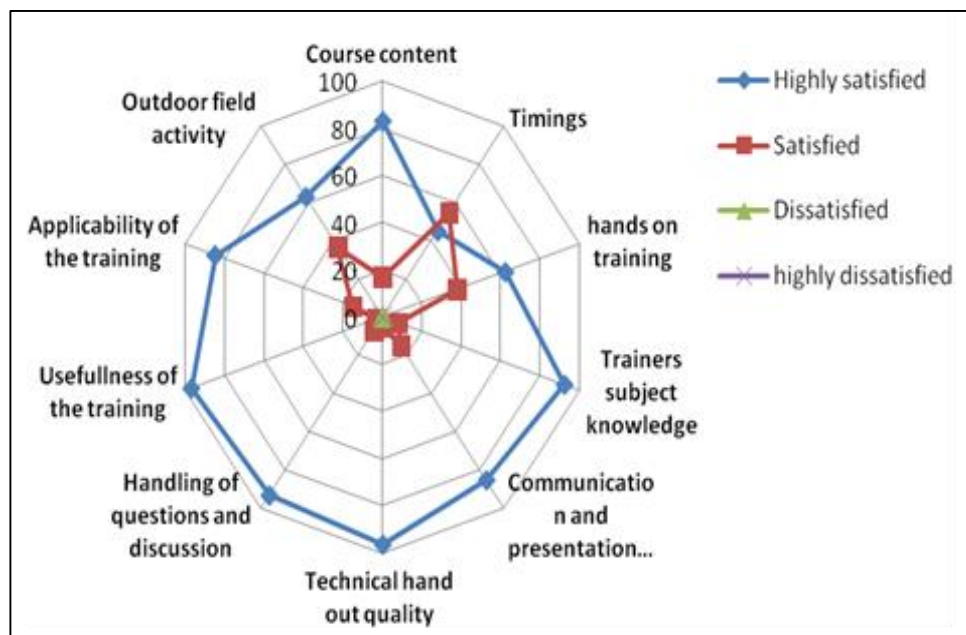 Course content
100
80
60
40
20
0
Timings
hands on
training
Trainers
subject
knowledge
Communicatio
n and
presentation...
Technical hand
out quality
Handling of
questions and
discussion
Usefullness of
the training
Applicability of
the training
Outdoor field
activity
Highly satisfied
Satisfied
Dissatisfied
highly dissatisfied